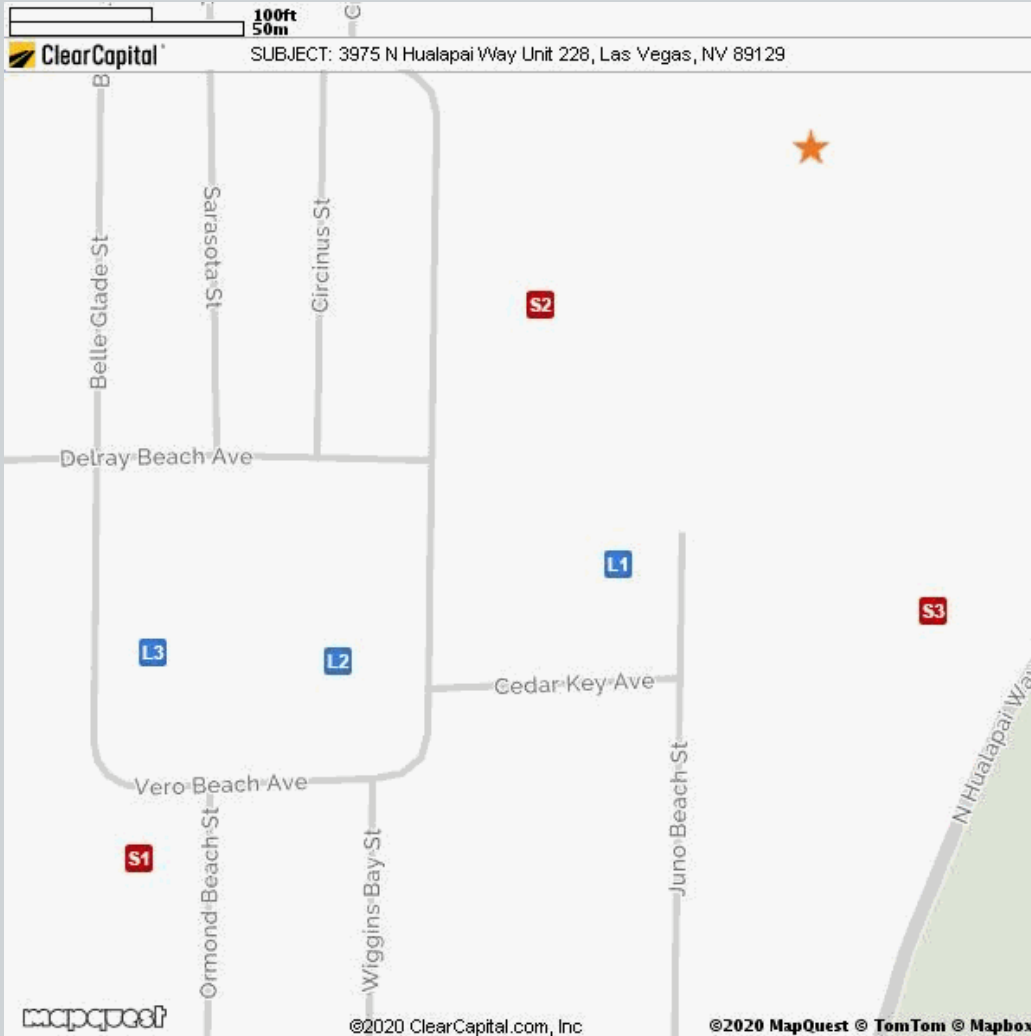 100ft
50m
ClearCapital
SUBJECT: 3975 N Hualapai Way Unit 228, Las Vegas, NV 89129
B
Belle Glade St
Sarasota St
Circinus St
S2
Delray Beach Ave
L1
S3
L3
L2
Cedar Key Ave
N Hualapai Way
Vero Beach Ave
Juno Beach St
S1
Ormond Beach St
Wiggins Bay St
mapquest
©2020 ClearCapital.com, Inc
©2020 MapQuest © TomTom © Mapbox